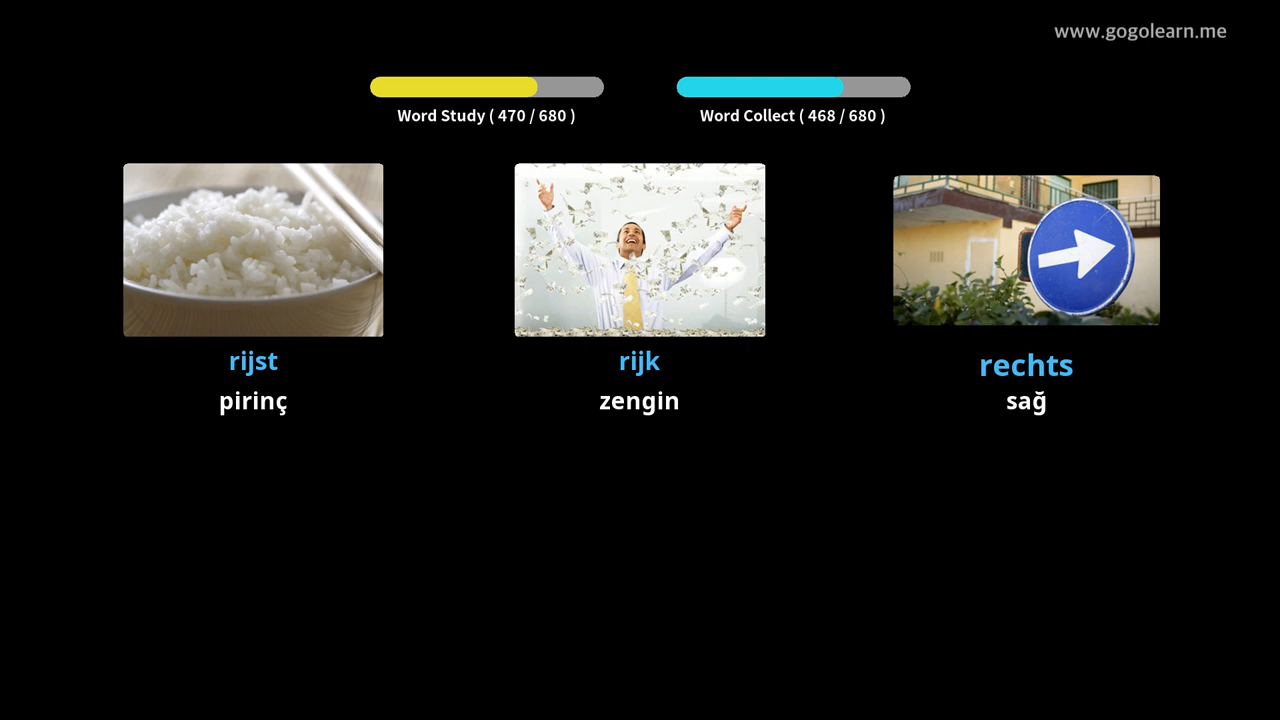 www.gogolearn.me
Word Study ( 470 / 680 )
Word Collect ( 468 / 680 )
rijst
pirinç
rijk
zengin
rechts
sağ